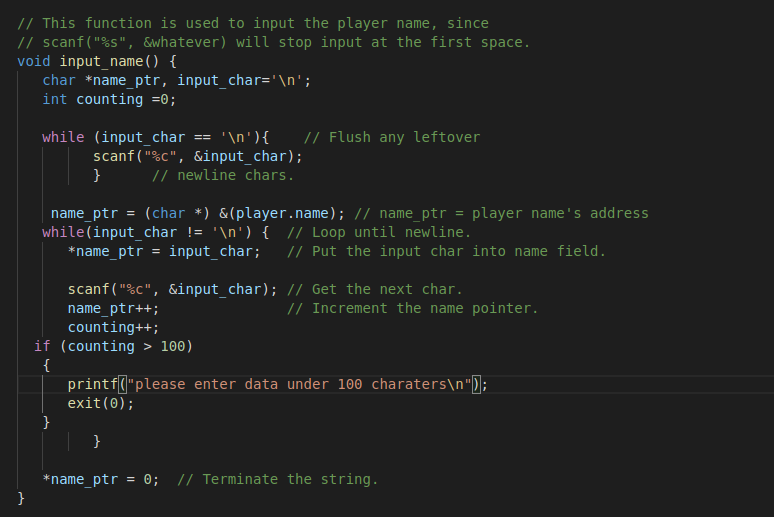 // This function is used to input the player name, since
// scanf("%s", &whatever) will stop input at the first space.
void input_name() {
char *name_ptr, input_char='\n';
int counting =0;
while (input_char == '\n'){    // Flush any leftover
scanf("%c", &input_char);
}      // newline chars.
name_ptr = (char *) &(player.name); // name_ptr = player name's address
while(input_char != '\n') {  // Loop until newline.
*name_ptr = input_char;   // Put the input char into name field.
scanf("%c", &input_char); // Get the next char.
name_ptr++;               // Increment the name pointer.
counting++;
if (counting > 100)
{
printf("please enter data under 100 charaters\n");
exit(0);
}
}
*name_ptr = 0;  // Terminate the string.
}